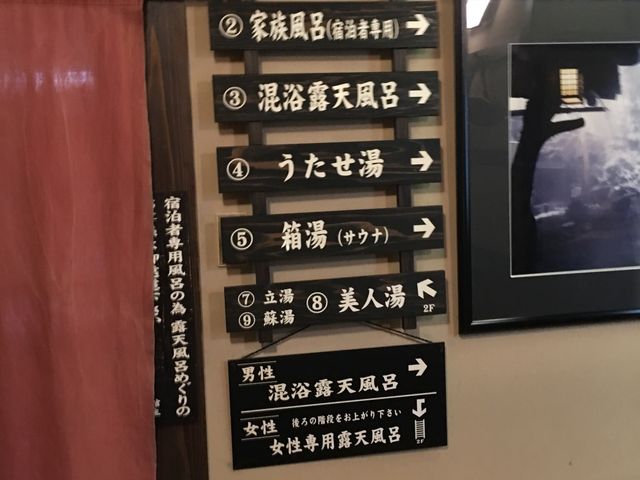 ② 家族風呂(宿泊者専用) →
③ 混浴露天風呂 →
④ うたせ湯 →
⑤ 箱湯(サウナ) →
⑦ 立湯 ⑧ 美人湯 ↖
⑨ 蘇湯 2F
男性 →
混浴露天風呂
女性 後ろの階段をお上がり下さい
女性専用露天風呂 2F
宿泊者専用風呂の為 露天風呂めぐりの